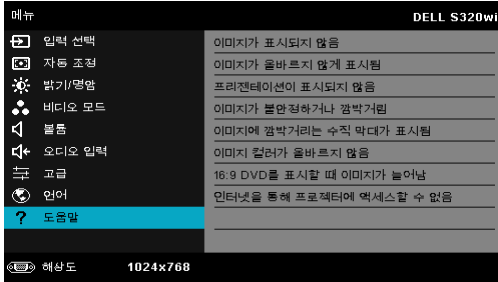 메뉴
DELL S320wi
입력 선택
자동 조정
밝기/명암
비디오 모드
볼륨
오디오 입력
고급
언어
? 도움말
이미지가 표시되지 않음
이미지가 올바르지 않게 표시됨
프리젠테이션이 표시되지 않음
이미지가 불안정하거나 깜박거림
이미지에 깜박거리는 수직 막대가 표시됨
이미지 컬러가 올바르지 않음
16:9 DVD를 표시할 때 이미지가 늘어남
인터넷을 통해 프로젝터에 액세스할 수 없음
해상도 1024x768